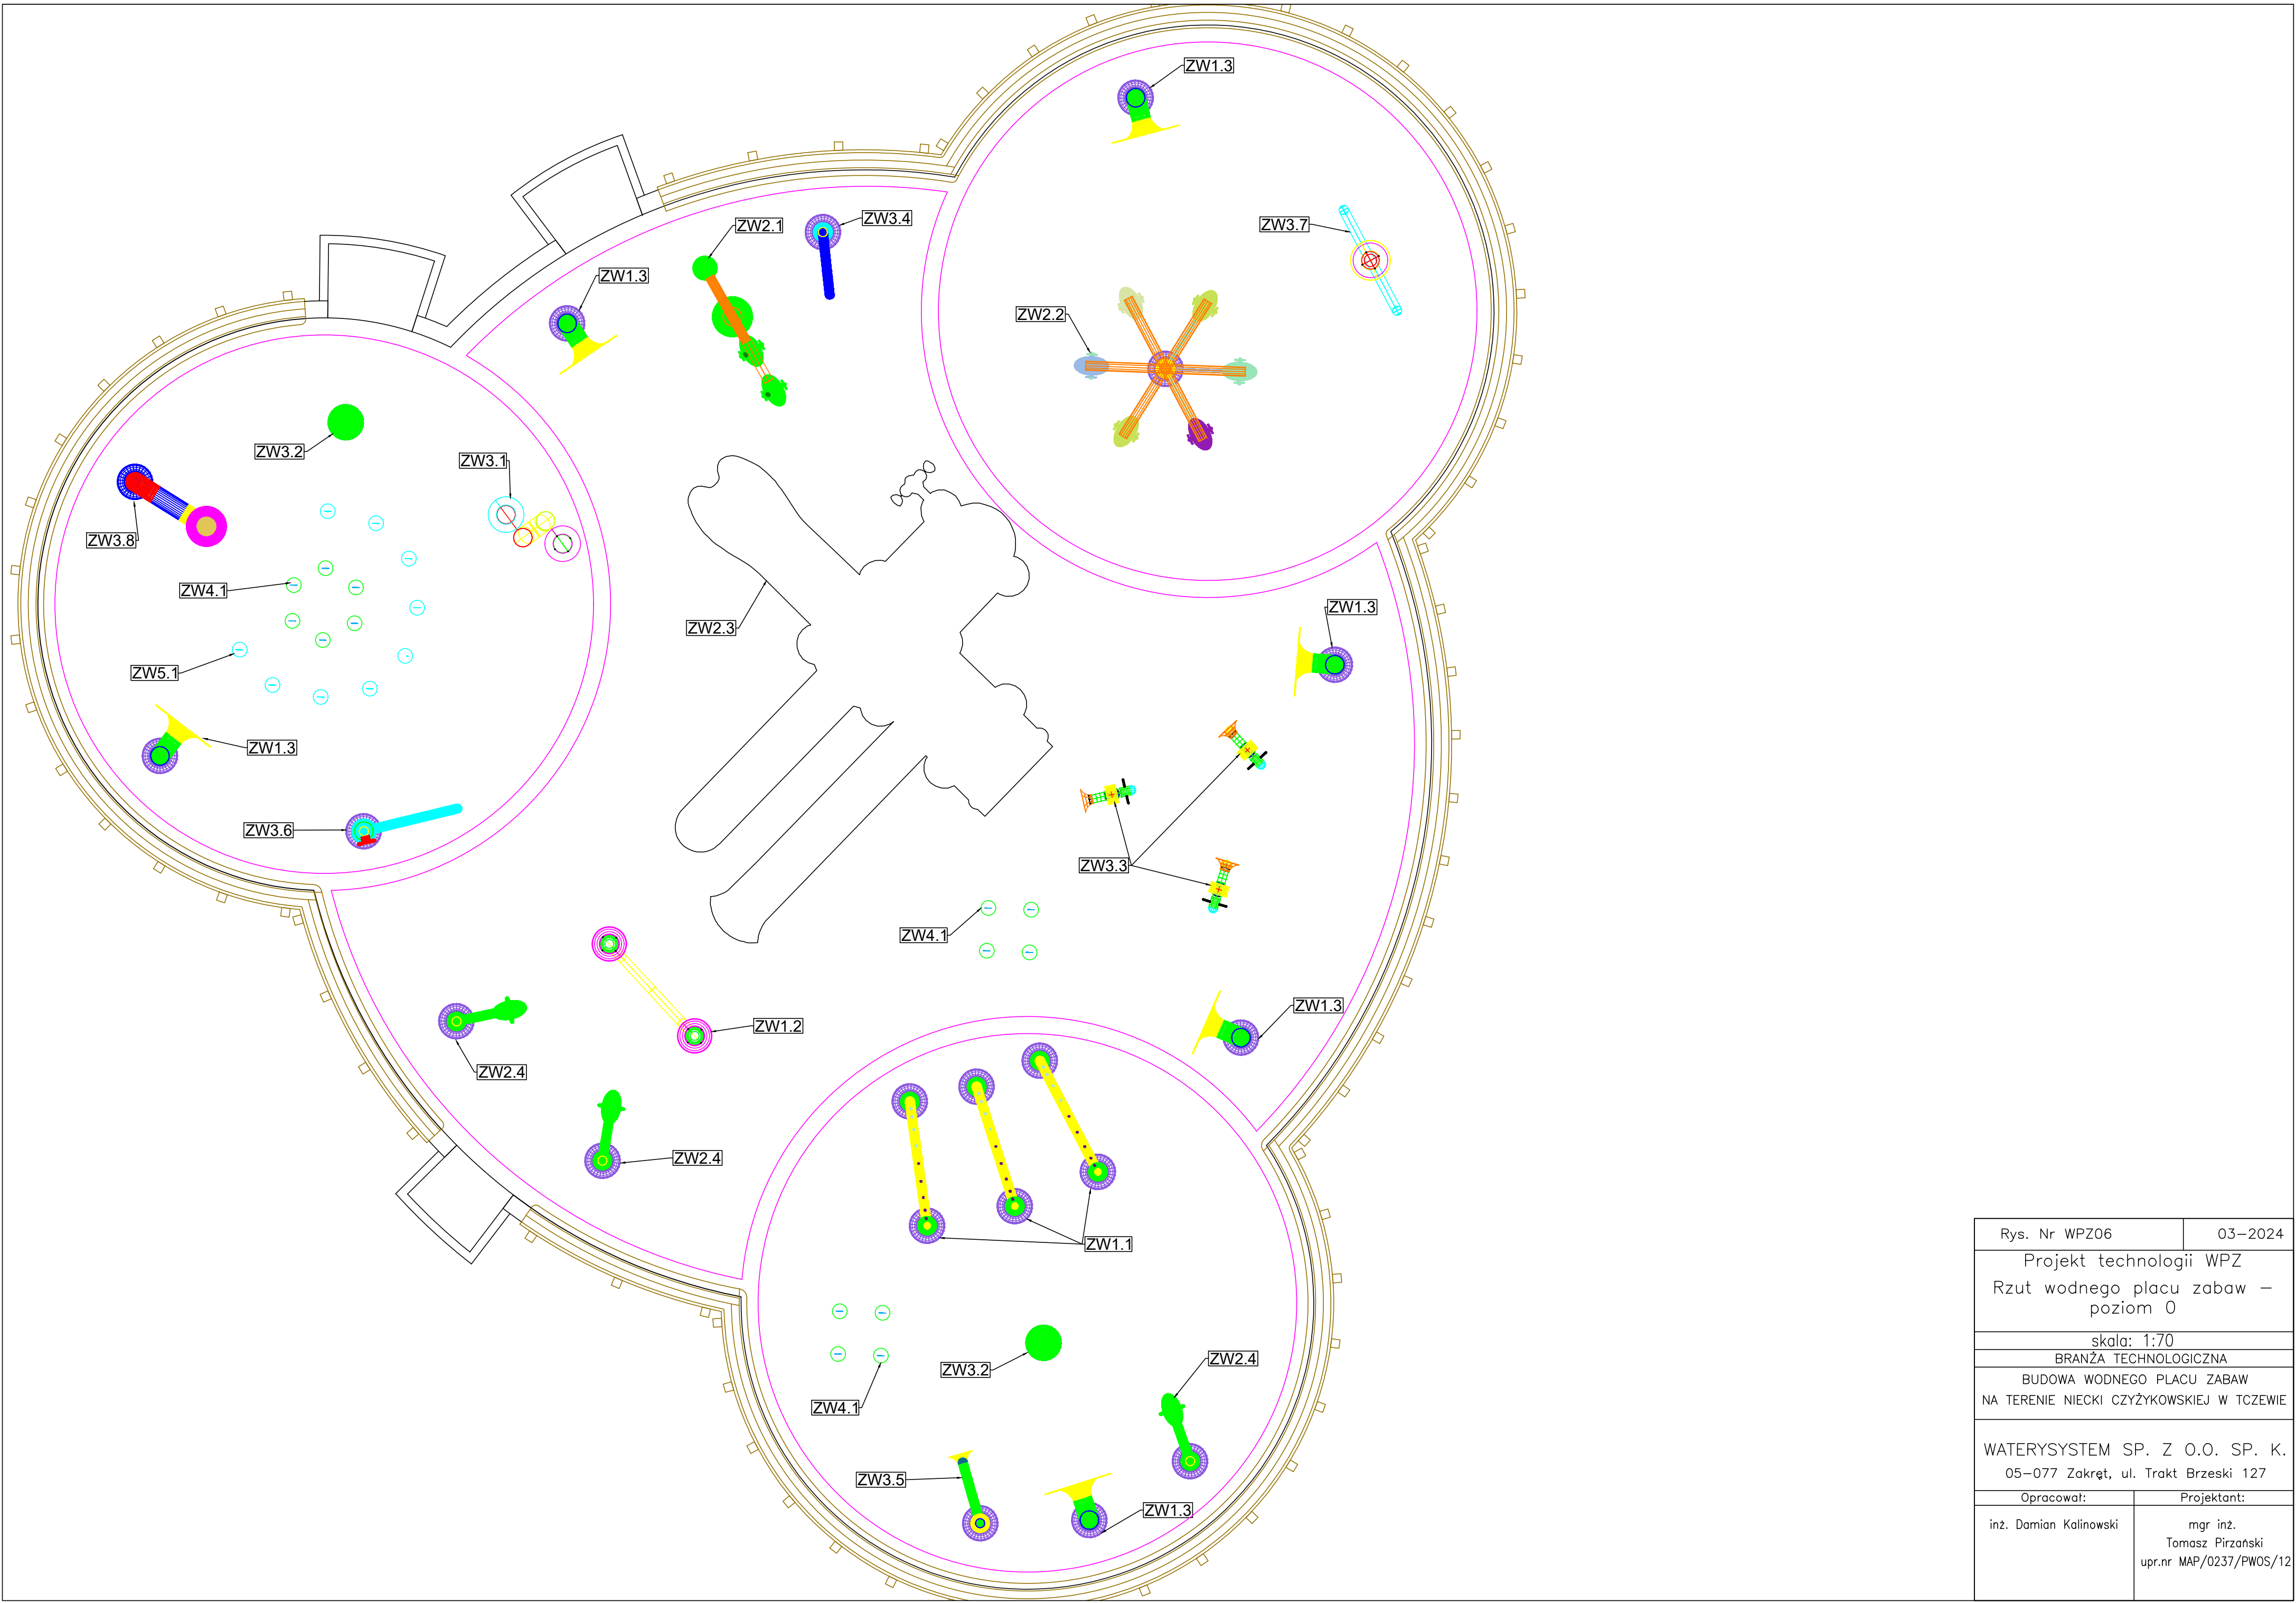 ZW1.3
ZW2.1
ZW3.4
ZW3.7
ZW1.3
ZW2.2
ZW3.2
ZW3.1
ZW3.8
ZW4.1
ZW2.3
ZW1.3
ZW5.1
ZW1.3
ZW3.6
ZW3.3
ZW4.1
ZW1.3
ZW1.2
ZW2.4
ZW2.4
ZW1.1
ZW3.2
ZW2.4
ZW4.1
ZW3.5
ZW1.3
Rys. Nr WPZ06 03-2024
Projekt technologii WPZ
Rzut wodnego placu zabaw –
poziom 0
skala: 1:70
BRANŻA TECHNOLOGICZNA
BUDOWA WODNEGO PLACU ZABAW
NA TERENIE NIECKI CZYŻYKOWSKIEJ W TCZEWIE
WATERYSYSTEM SP. Z O.O. SP. K.
05-077 Zakręt, ul. Trakt Brzeski 127
Opracował: Projektant:
inż. Damian Kalinowski mgr inż.
Tomasz Pirzański
upr.nr MAP/0237/PWOS/12